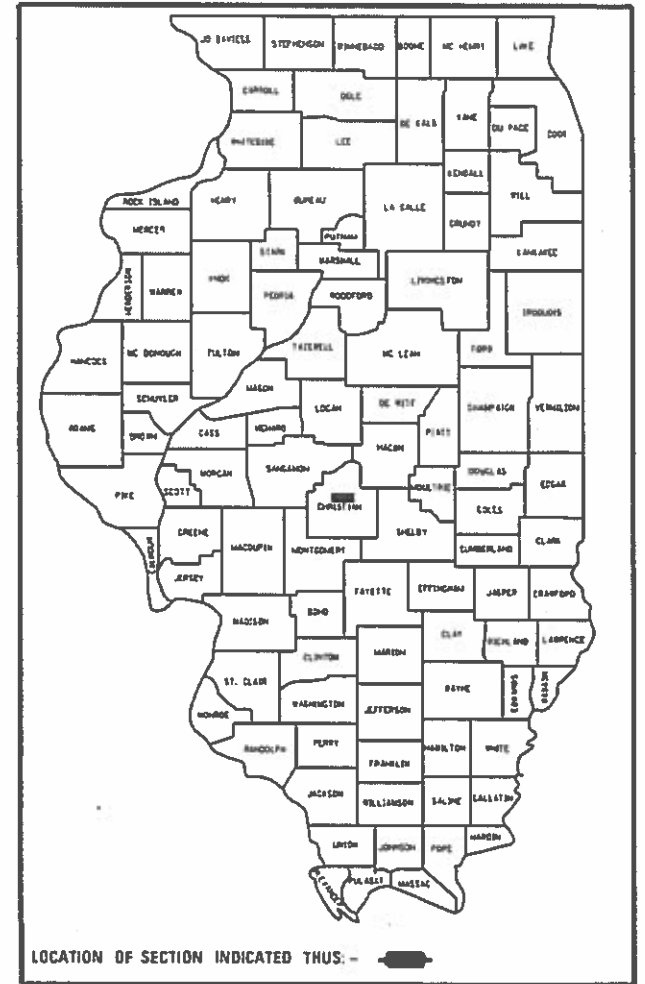 JO DAVIESS STEPHENSON WINNEBAGO BOONE MC HENRY LAKE
CARROLL OGLE
DE KALB KANE DU PAGE COOK
WHITESIDE LEE
KENDALL
ROCK ISLAND HENRY BUREAU LA SALLE GRUNDY WILL
MERCER PUTNAM
STARK MARSHALL KANKAKEE
HENDERSON WARREN KNOX PEORIA WOODFORD LIVINGSTON IROQUOIS
HANCOCK MC DONOUGH FULTON TAZEWELL MC LEAN FORD
MASON
SCHUYLER LOGAN DE WITT CHAMPAIGN VERMILION
ADAMS BROWN CASS MENARD PIATT
MACON
MORGAN SANGAMON DOUGLAS EDGAR
PIKE SCOTT CHRISTIAN MOULTRIE COLES
GREENE SHELBY
CALHOUN MACOUPIN MONTGOMERY CUMBERLAND CLARK
JERSEY FAYETTE EFFINGHAM JASPER CRAWFORD
MADISON BOND
CLAY RICHLAND LAWRENCE
CLINTON MARION
ST. CLAIR WAYNE EDWARDS WABASH
MONROE WASHINGTON JEFFERSON
RANDOLPH PERRY HAMILTON WHITE
FRANKLIN
JACKSON WILLIAMSON SALINE GALLATIN
UNION JOHNSON POPE HARDIN
ALEXANDER PULASKI MASSAC
LOCATION OF SECTION INDICATED THUS: -